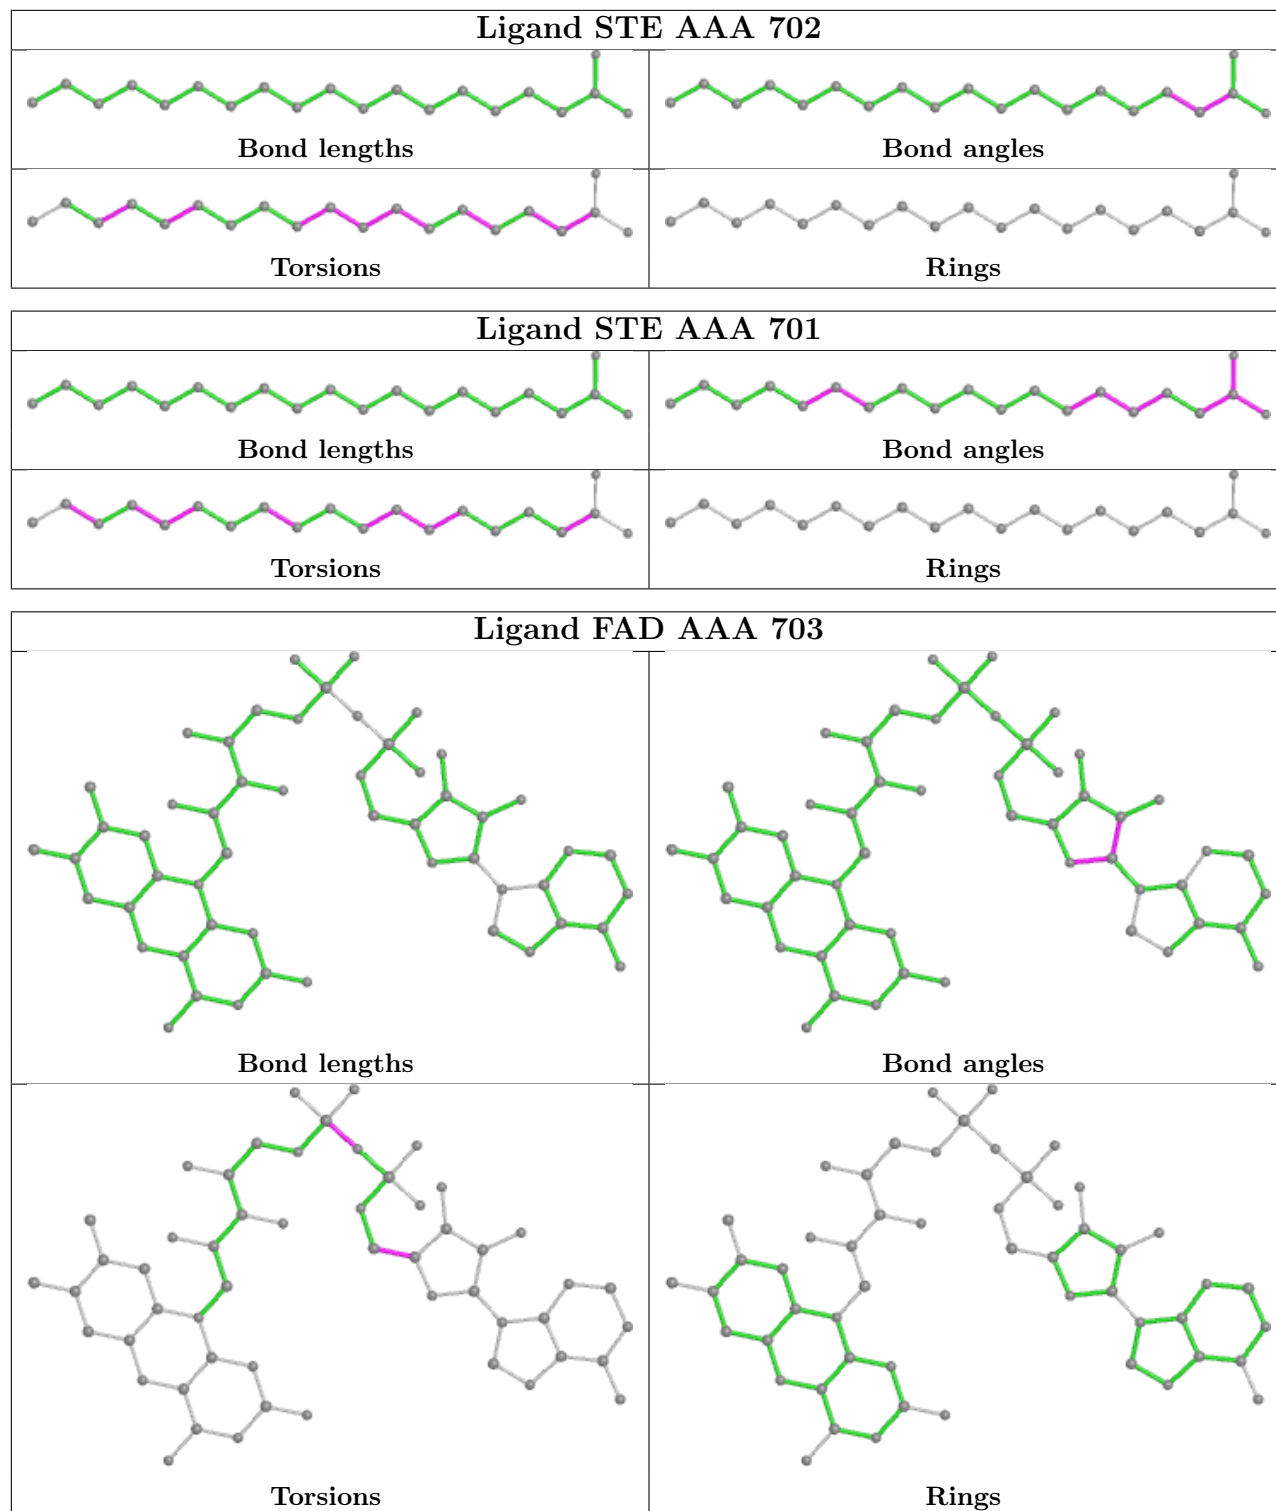 Ligand STE AAA 702
Bond lengths
Bond angles
Torsions
Rings
Ligand STE AAA 701
Bond lengths
Bond angles
Torsions
Rings
Ligand FAD AAA 703
Bond lengths
Bond angles
Torsions
Rings